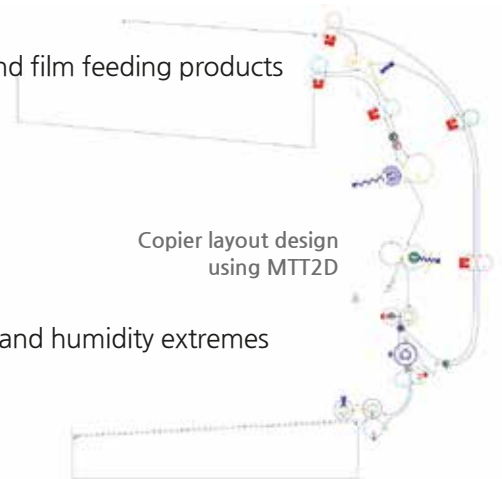 nd film feeding products
Copier layout design
using MTT2D
and humidity extremes